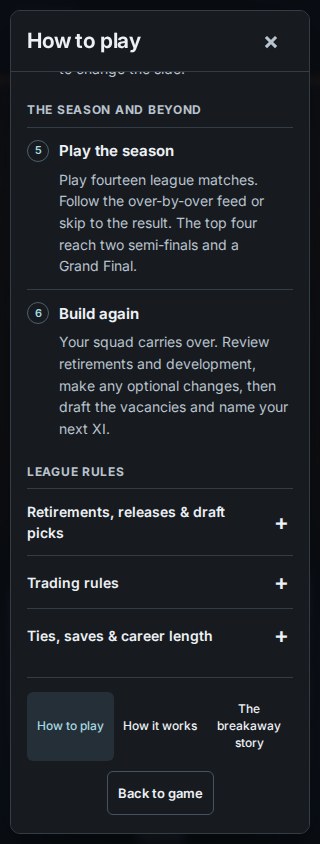 How to play
×
to change the side.
THE SEASON AND BEYOND
5 Play the season
Play fourteen league matches.
Follow the over-by-over feed or
skip to the result. The top four
reach two semi-finals and a
Grand Final.
6 Build again
Your squad carries over. Review
retirements and development,
make any optional changes, then
draft the vacancies and name your
next XI.
LEAGUE RULES
Retirements, releases & draft
picks +
Trading rules +
Ties, saves & career length +
How to play
How it works
The
breakaway
story
Back to game